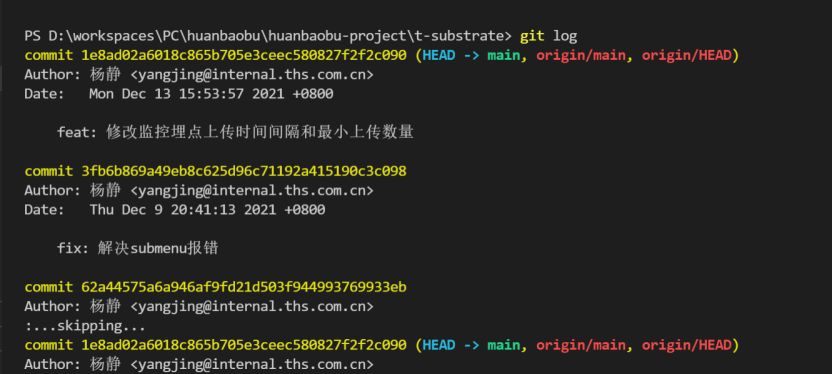 PS D:\workspaces\PC\huanbaobu\huanbaobu-project\t-substrate> git log
commit 1e8ad02a6018c865b705e3ceec580827f2f2c090 (HEAD -> main, origin/main, origin/HEAD)
Author: 杨静 <yangjing@internal.ths.com.cn>
Date:   Mon Dec 13 15:53:57 2021 +0800
feat: 修改监控埋点上传时间间隔和最小上传数量
commit 3fb6b869a49eb8c625d96c71192a415190c3c098
Author: 杨静 <yangjing@internal.ths.com.cn>
Date:   Thu Dec 9 20:41:13 2021 +0800
fix: 解决submenu报错
commit 62a44575a6a946af9fd21d503f944993769933eb
Author: 杨静 <yangjing@internal.ths.com.cn>
:...skipping...
commit 1e8ad02a6018c865b705e3ceec580827f2f2c090 (HEAD -> main, origin/main, origin/HEAD)
Author: 杨静 <yangjing@internal.ths.com.cn>